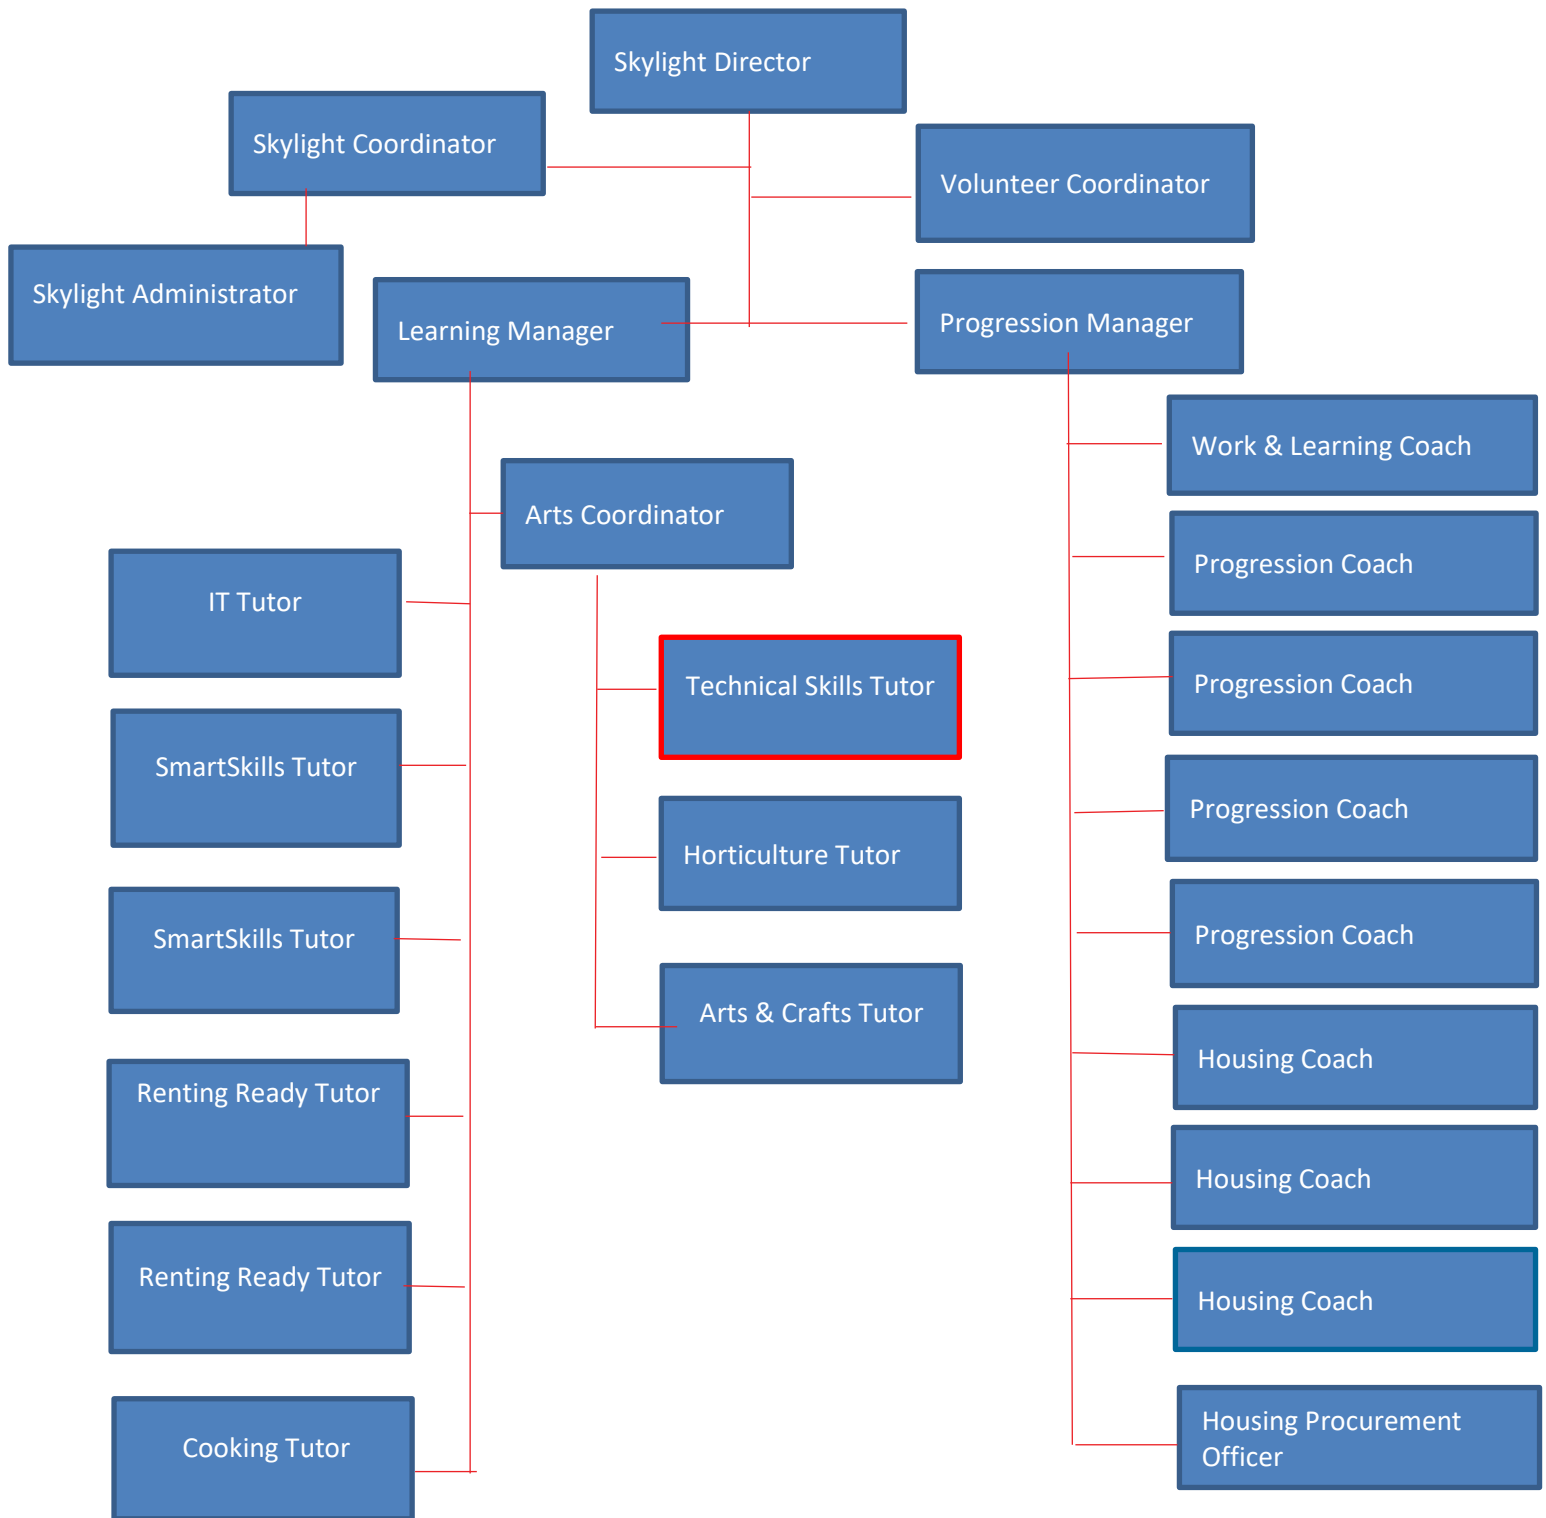 Skylight Director
Skylight Coordinator
Volunteer Coordinator
Skylight Administrator
Learning Manager
Progression Manager
Work & Learning Coach
Arts Coordinator
Progression Coach
IT Tutor
Technical Skills Tutor
Progression Coach
SmartSkills Tutor
Progression Coach
Horticulture Tutor
SmartSkills Tutor
Progression Coach
Arts & Crafts Tutor
Housing Coach
Renting Ready Tutor
Housing Coach
Renting Ready Tutor
Housing Coach
Cooking Tutor
Housing Procurement
Officer